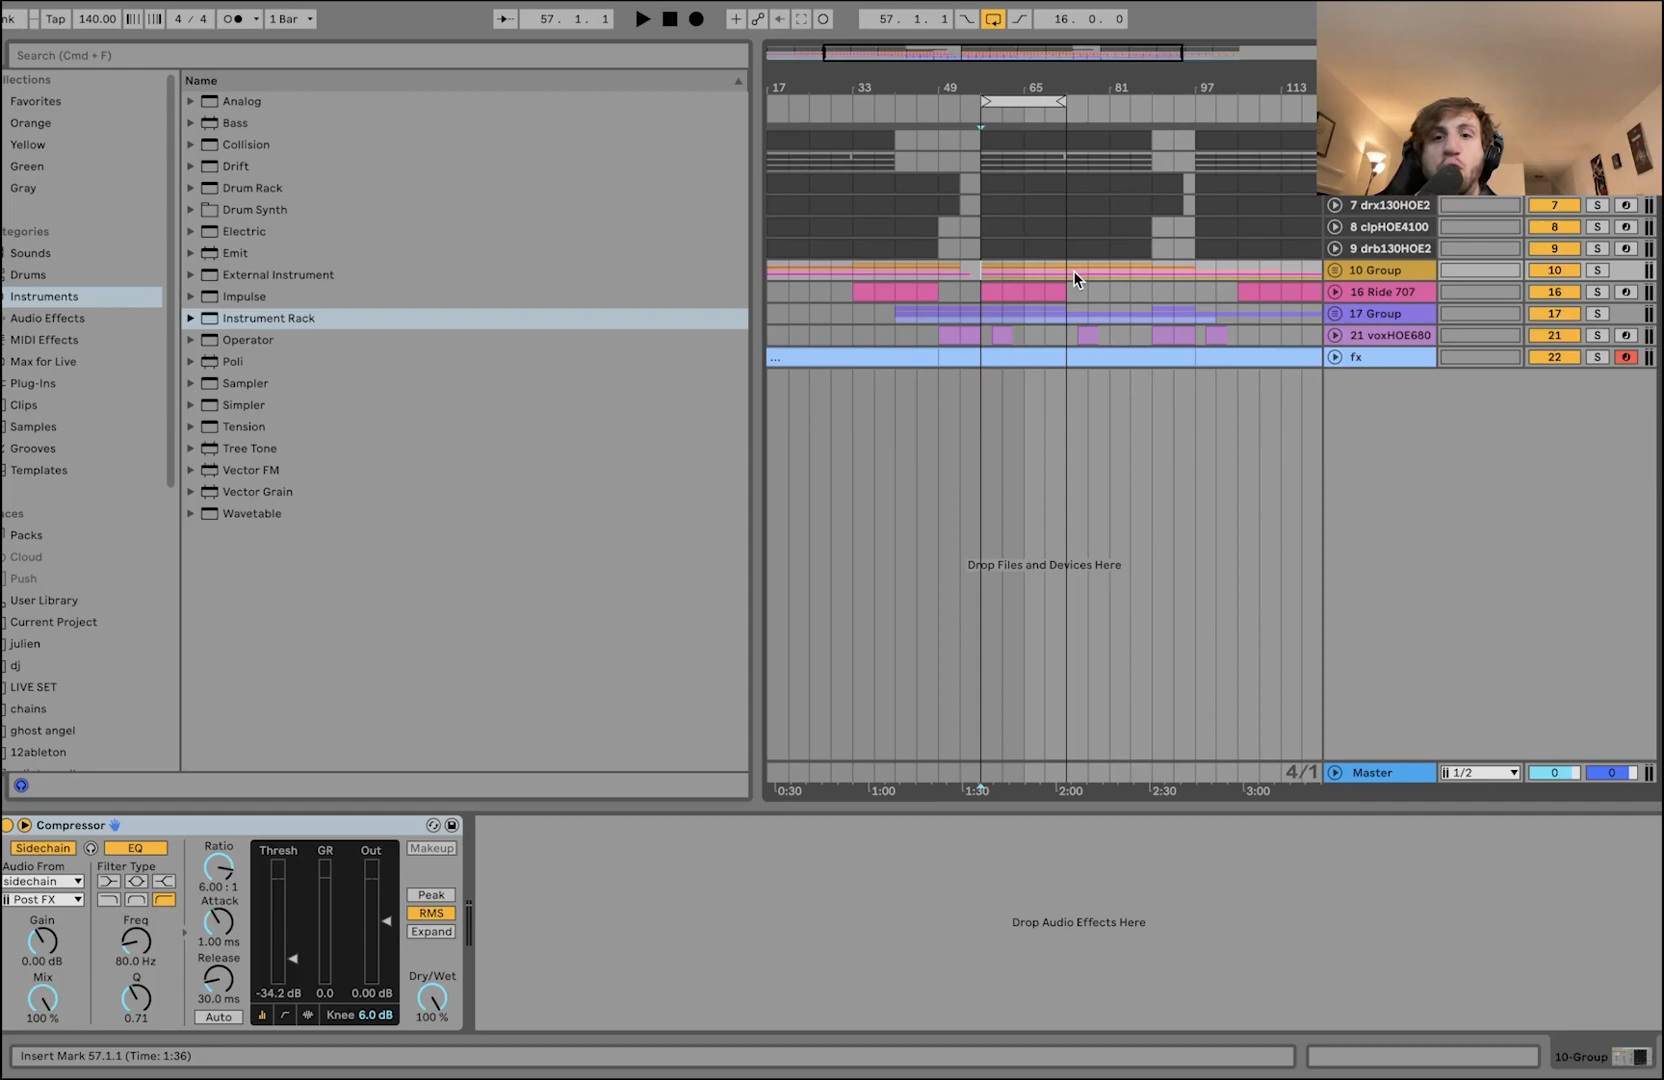 nk Tap 140.00 4 / 4 1 Bar 57. 1. 1 57. 1. 1 16. 0. 0
Search (Cmd + F)
llections
Favorites
Orange
Yellow
Green
Gray
tegories
Sounds
Drums
Instruments
Audio Effects
MIDI Effects
Max for Live
Plug-Ins
Clips
Samples
Grooves
Templates
aces
Packs
Cloud
Push
User Library
Current Project
julien
dj
LIVE SET
chains
ghost angel
12ableton
Name
Analog
Bass
Collision
Drift
Drum Rack
Drum Synth
Electric
Emit
External Instrument
Impulse
Instrument Rack
Operator
Poli
Sampler
Simpler
Tension
Tree Tone
Vector FM
Vector Grain
Wavetable
17 33 49 65 81 97 113
7 drx130HOE2 7 S
8 clpHOE4100 8 S
9 drb130HOE2 9 S
10 Group 10 S
16 Ride 707 16 S
17 Group 17 S
21 voxHOE680 21 S
... fx 22 S
Drop Files and Devices Here
4/1 Master 1/2 0 0
0:30 1:00 1:30 2:00 2:30 3:00
Compressor
Sidechain EQ
Audio From Filter Type
sidechain
Post FX
Gain Freq
0.00 dB 80.0 Hz
Mix Q
100 % 0.71
Ratio
6.00 : 1
Attack
1.00 ms
Release
30.0 ms
Auto
Thresh GR Out
-34.2 dB 0.0 0.00 dB
Knee 6.0 dB
Makeup
Peak
RMS
Expand
Dry/Wet
100 %
Drop Audio Effects Here
Insert Mark 57.1.1 (Time: 1:36)
10-Group